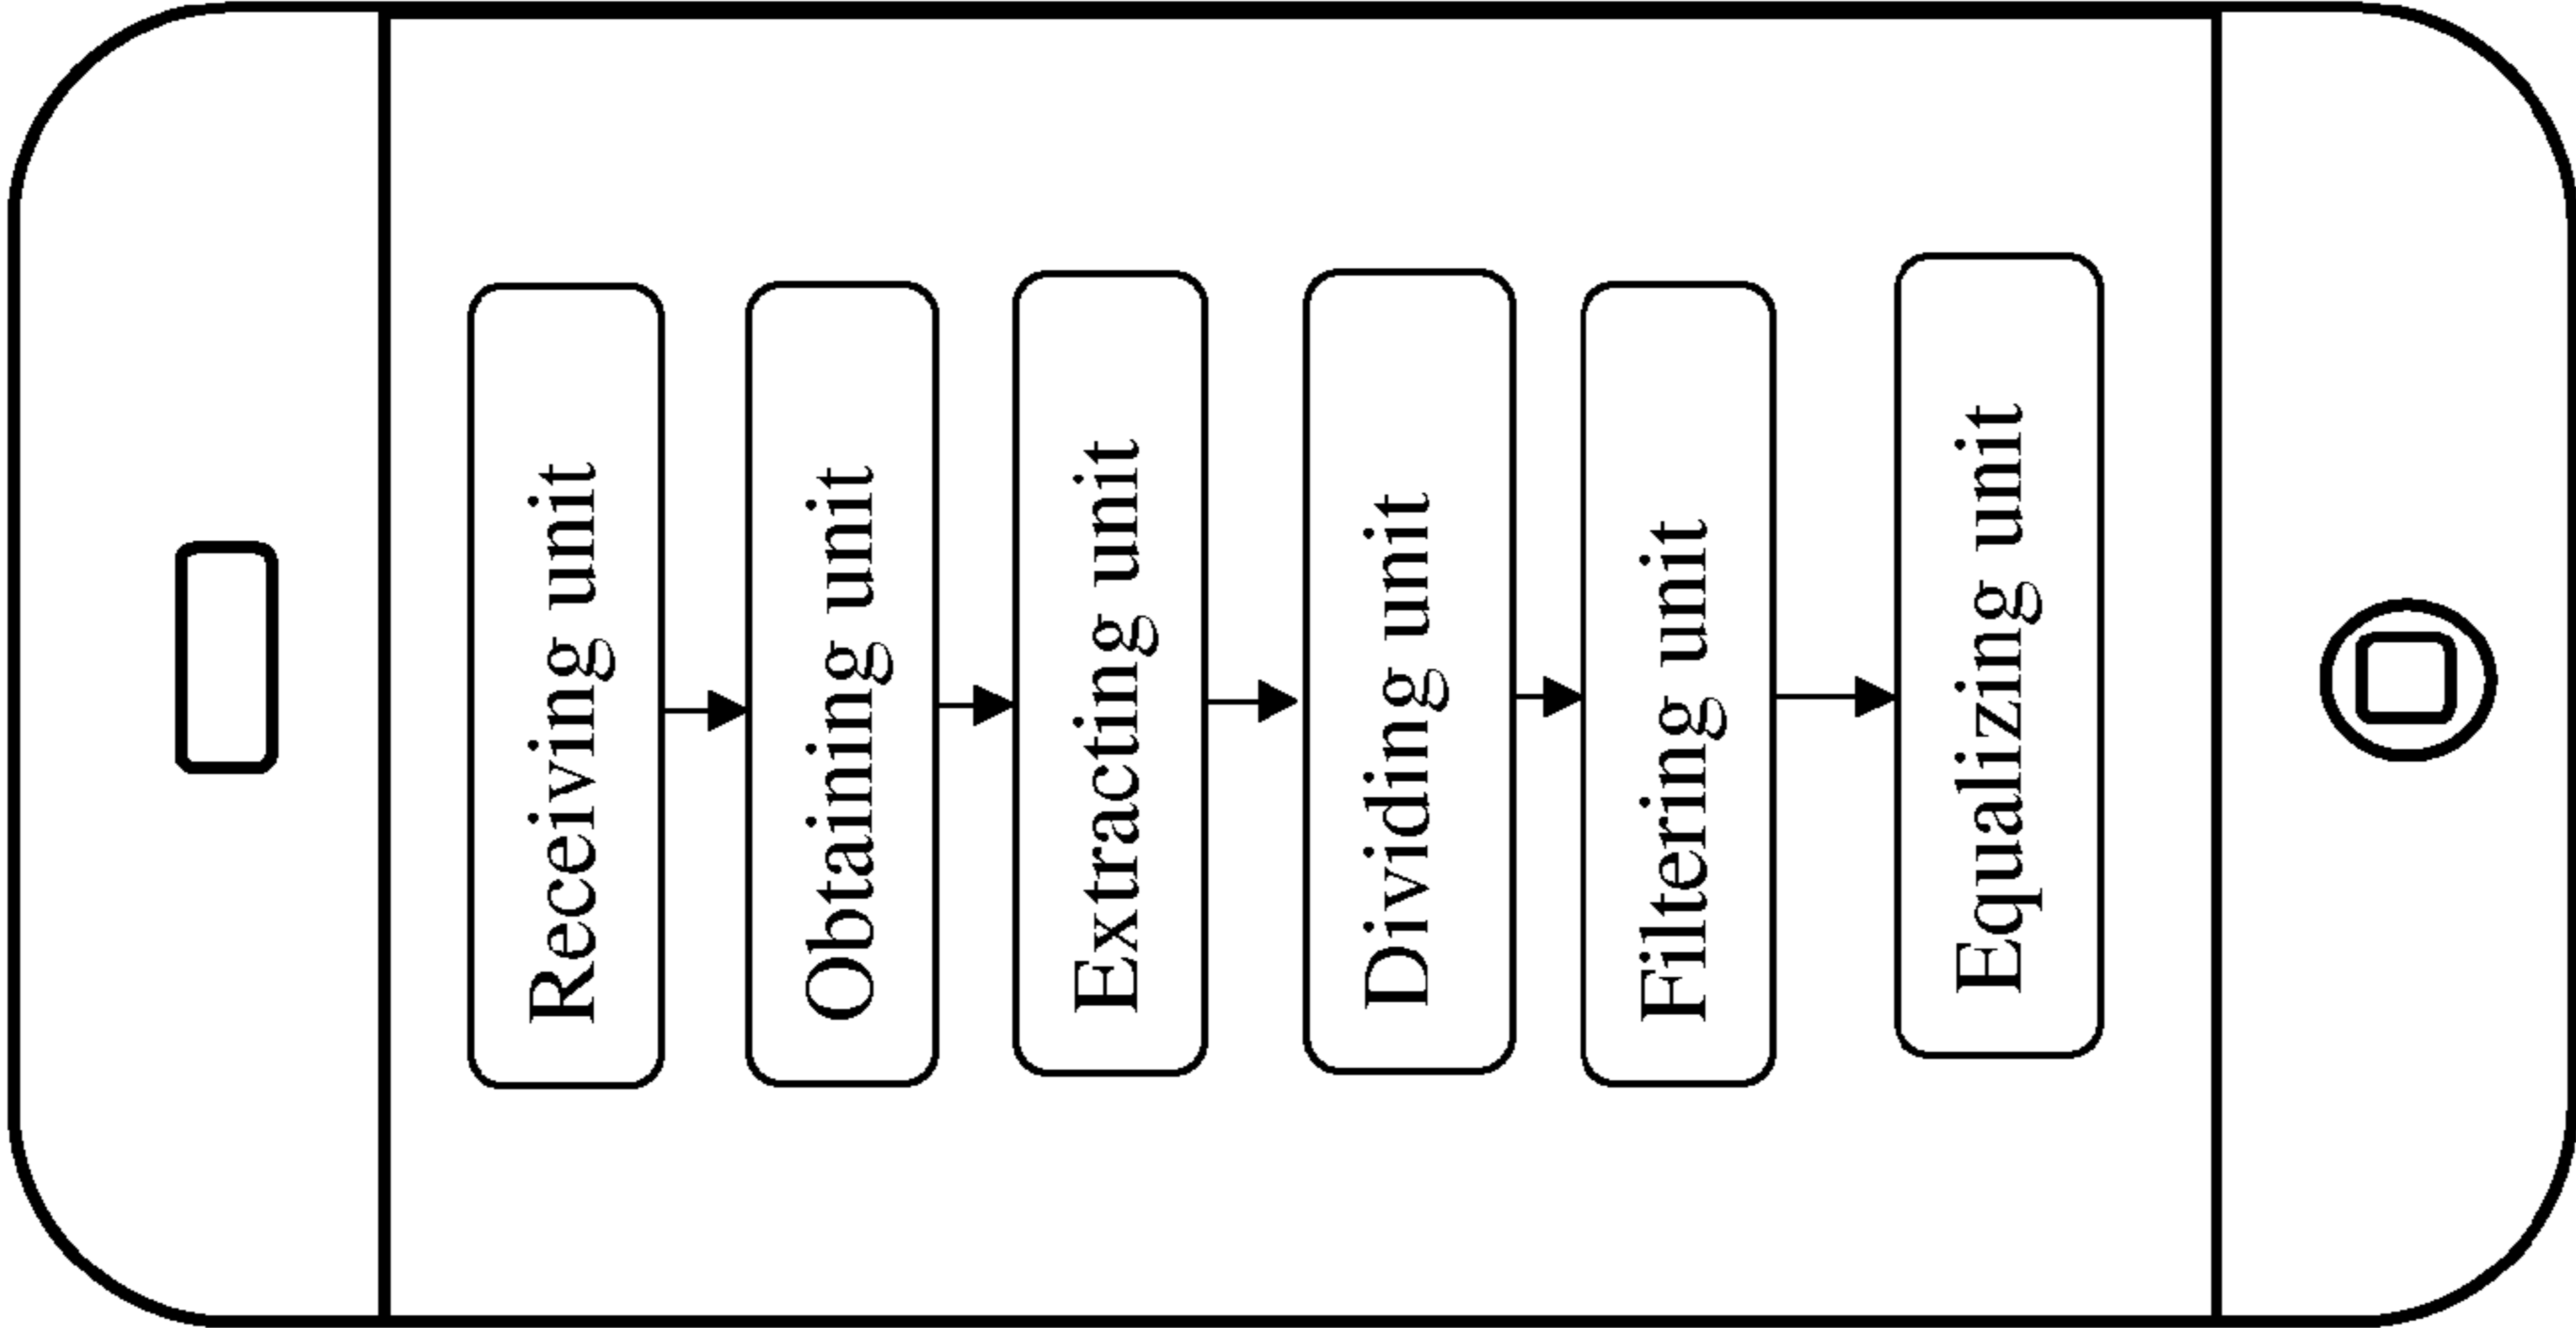 Receiving unit
Obtaining unit
Extracting unit
Dividing unit
Filtering unit
Equalizing unit